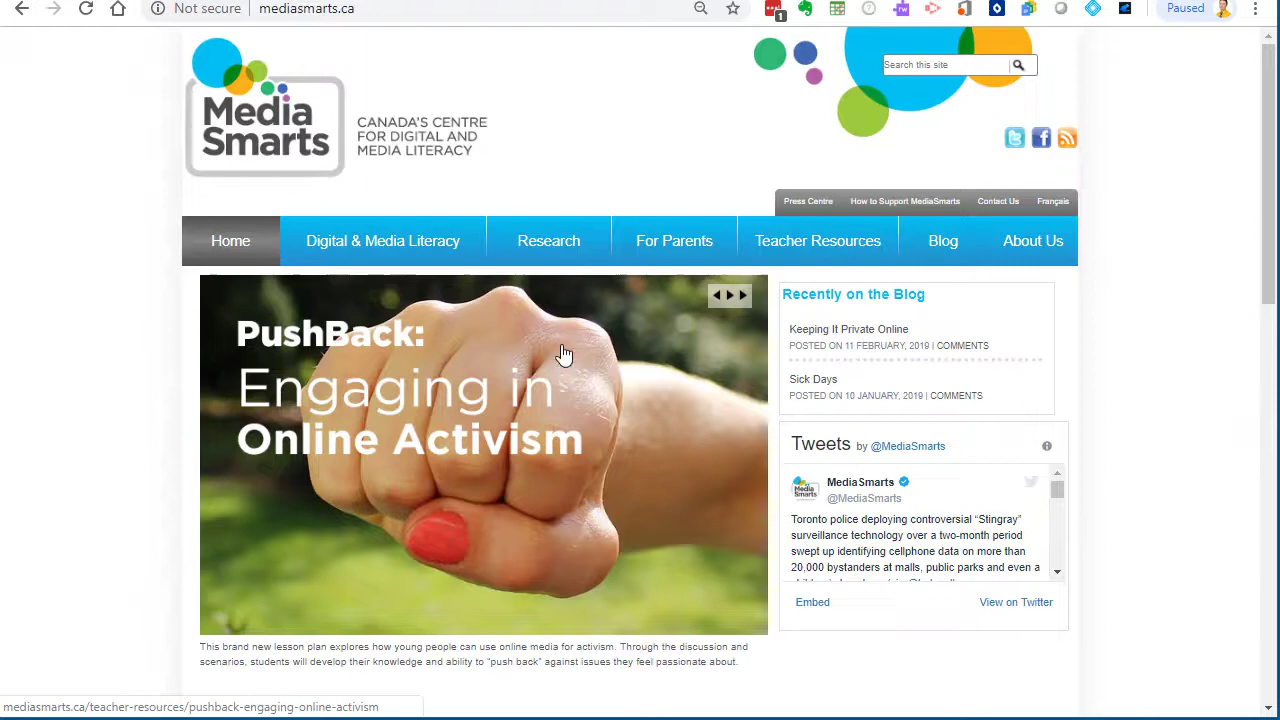 Not secure | mediasmarts.ca
Paused
1
Media
Smarts
CANADA'S CENTRE
FOR DIGITAL AND
MEDIA LITERACY
Search this site
Press Centre How to Support MediaSmarts Contact Us Français
Home Digital & Media Literacy Research For Parents Teacher Resources Blog About Us
PushBack:
Engaging in
Online Activism
This brand new lesson plan explores how young people can use online media for activism. Through the discussion and
scenarios, students will develop their knowledge and ability to "push back" against issues they feel passionate about.
Recently on the Blog
Keeping It Private Online
POSTED ON 11 FEBRUARY, 2019 | COMMENTS
Sick Days
POSTED ON 10 JANUARY, 2019 | COMMENTS
Tweets by @MediaSmarts
Media Smarts
MediaSmarts
@MediaSmarts
Toronto police deploying controversial “Stingray”
surveillance technology over a two-month period
swept up identifying cellphone data on more than
20,000 bystanders at malls, public parks and even a
Embed View on Twitter
mediasmarts.ca/teacher-resources/pushback-engaging-online-activism